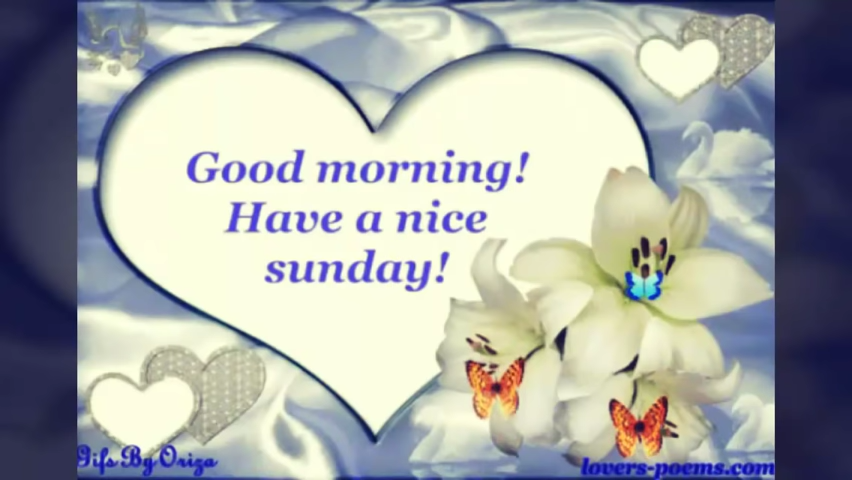 Good morning!
Have a nice
sunday!
Gifs By Oriza
lovers-poems.com